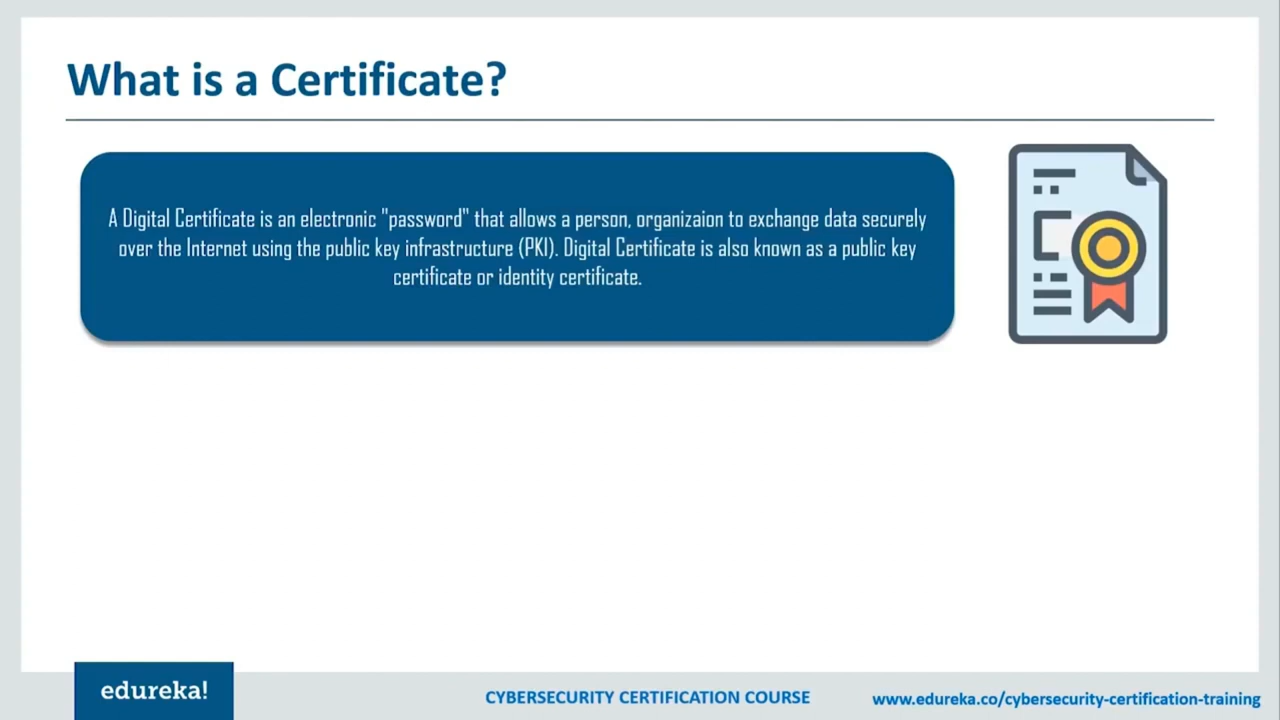 What is a Certificate?
A Digital Certificate is an electronic "password" that allows a person, organizaion to exchange data securely
over the Internet using the public key infrastructure (PKI). Digital Certificate is also known as a public key
certificate or identity certificate.
edureka!
CYBERSECURITY CERTIFICATION COURSE
www.edureka.co/cybersecurity-certification-training